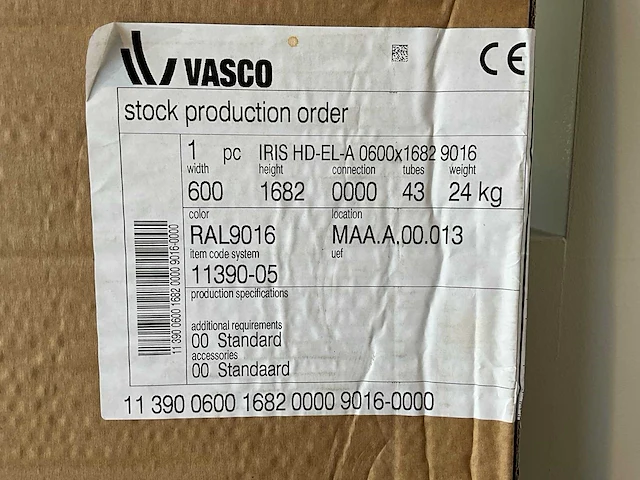 VASCO CE
stock production order
1 pc IRIS HD-EL-A 0600x1682 9016
width height connection tubes weight
600 1682 0000 43 24 kg
color location
RAL9016 MAA.A.00.013
item code system uef
11390-05
production specifications
additional requirements
00 Standard
accessories
00 Standaard
11 390 0600 1682 0000 9016-0000
11 390 0600 1682 0000 9016-0000